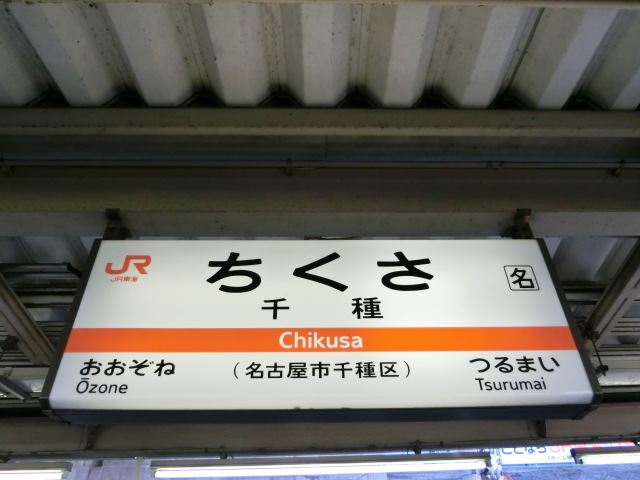 JR
JR東海
ちくさ
名
千種
Chikusa
おおぞね
Ōzone
（名古屋市千種区）
つるまい
Tsurumai